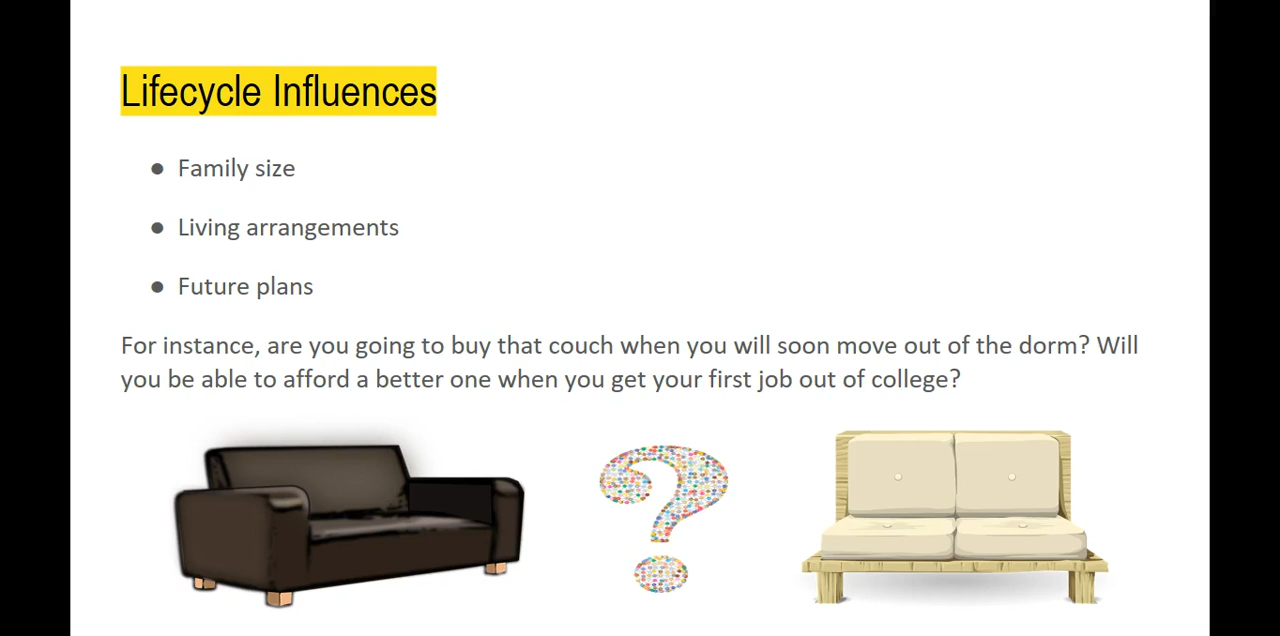 Lifecycle Influences
● Family size
● Living arrangements
● Future plans
For instance, are you going to buy that couch when you will soon move out of the dorm? Will
you be able to afford a better one when you get your first job out of college?
?